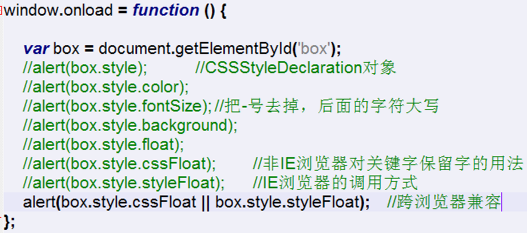 window.onload = function () {
var box = document.getElementById('box');
//alert(box.style); //CSSStyleDeclaration对象
//alert(box.style.color);
//alert(box.style.fontSize); //把-号去掉，后面的字符大写
//alert(box.style.background);
//alert(box.style.float);
//alert(box.style.cssFloat); //非IE浏览器对关键字保留字的用法
//alert(box.style.styleFloat); //IE浏览器的调用方式
alert(box.style.cssFloat || box.style.styleFloat); //跨浏览器兼容
};